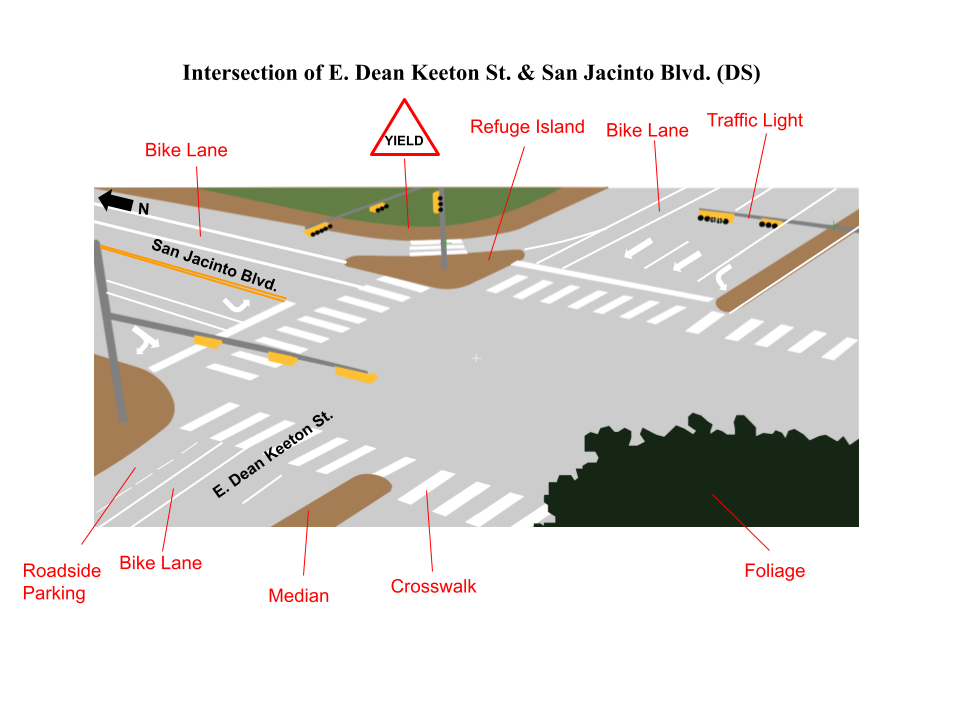 Intersection of E. Dean Keeton St. & San Jacinto Blvd. (DS)
Bike Lane
YIELD
Refuge Island
Bike Lane
Traffic Light
N
San Jacinto Blvd.
E. Dean Keeton St.
Roadside
Parking
Bike Lane
Median
Crosswalk
Foliage